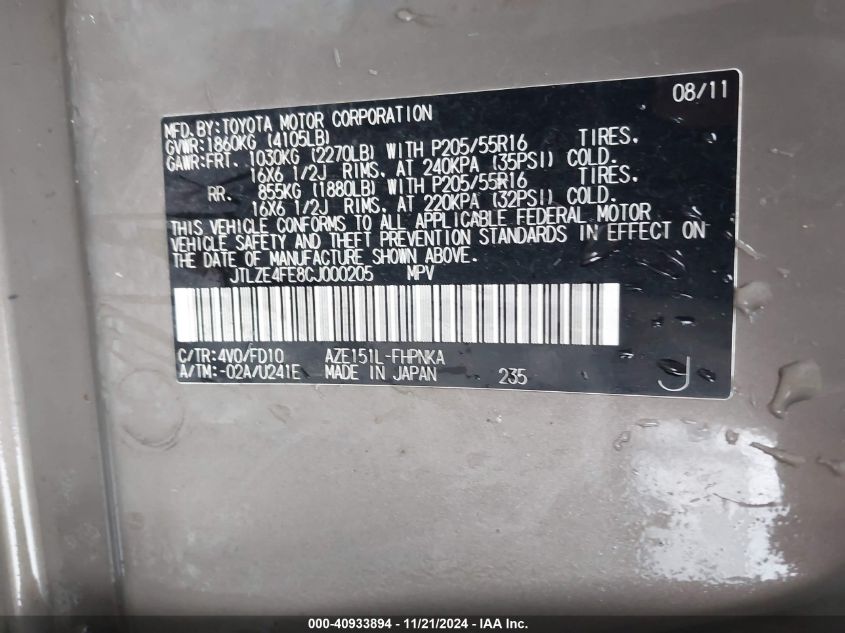 08/11
MFD. BY: TOYOTA MOTOR CORPORATION
GVWR: 1860KG (4105LB)
GAWR: FRT. 1030KG (2270LB) WITH P205/55R16 TIRES.
16X6 1/2J RIMS. AT 240KPA (35PSI) COLD.
RR. 855KG (1880LB) WITH P205/55R16 TIRES.
16X6 1/2J RIMS. AT 220KPA (32PSI) COLD.
THIS VEHICLE CONFORMS TO ALL APPLICABLE FEDERAL MOTOR
VEHICLE SAFETY AND THEFT PREVENTION STANDARDS IN EFFECT ON
THE DATE OF MANUFACTURE SHOWN ABOVE.
JTLZE4FE8CJ000205 MPV
C/TR: 4V0/FD10 AZE151L-FHPNKA
A/TM: -02A/U241E MADE IN JAPAN 235 J
000-40933894 - 11/21/2024 - IAA Inc.